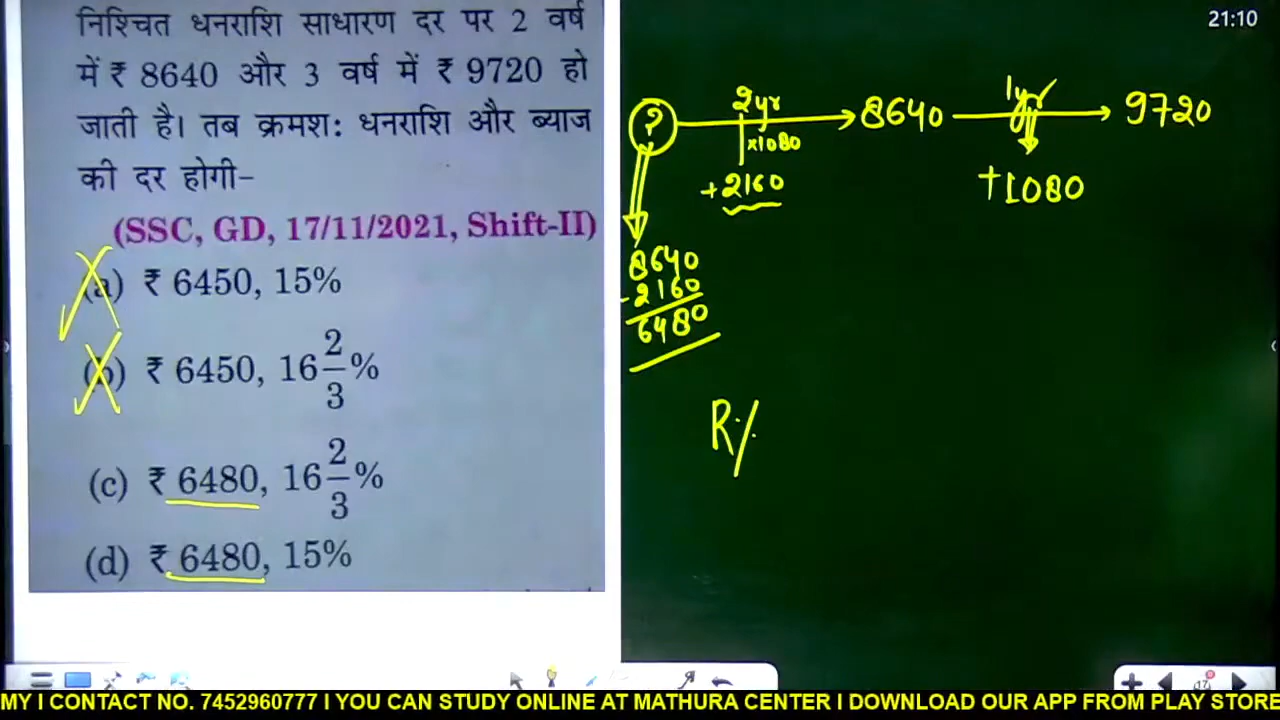 21:10
निश्चित धनराशि साधारण दर पर 2 वर्ष
में ₹ 8640 और 3 वर्ष में ₹ 9720 हो
जाती है। तब क्रमश: धनराशि और ब्याज
की दर होगी–
(SSC, GD, 17/11/2021, Shift-II)
(a) ₹ 6450, 15%
(b) ₹ 6450, 16 2/3 %
(c) ₹ 6480, 16 2/3 %
(d) ₹ 6480, 15%
? 2yr 8640 1yr 9720
×1080
+2160 +1080
8640
-2160
6480
R%
MY I CONTACT NO. 7452960777 I YOU CAN STUDY ONLINE AT MATHURA CENTER I DOWNLOAD OUR APP FROM PLAY STORE